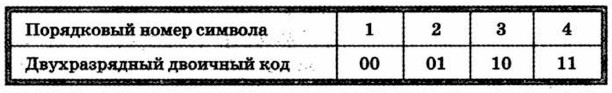 Порядковый номер символа 1 2 3 4
Двухразрядный двоичный код 00 01 10 11